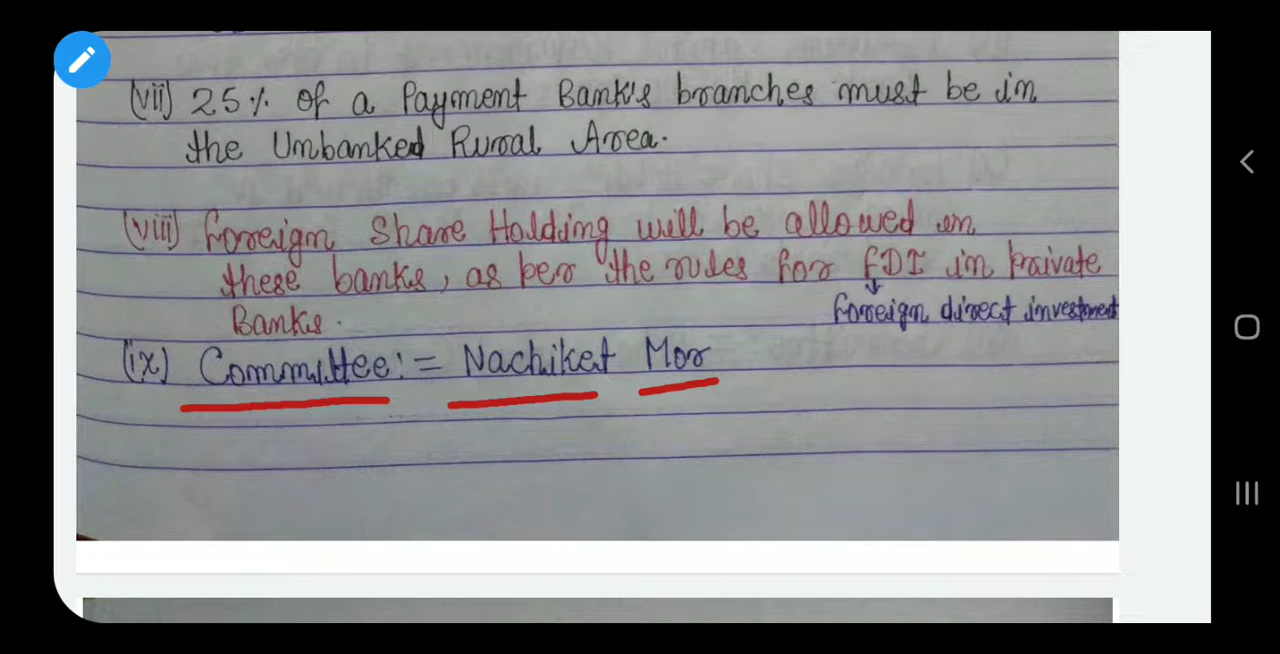 (vii) 25% of a Payment Bank's branches must be in
the Unbanked Rural Area.
(viii) Foreign Share Holding will be allowed in
these banks, as per the rules for FDI in private
Foreign direct investment
Banks.
(ix) Committee:= Nachiket Mor